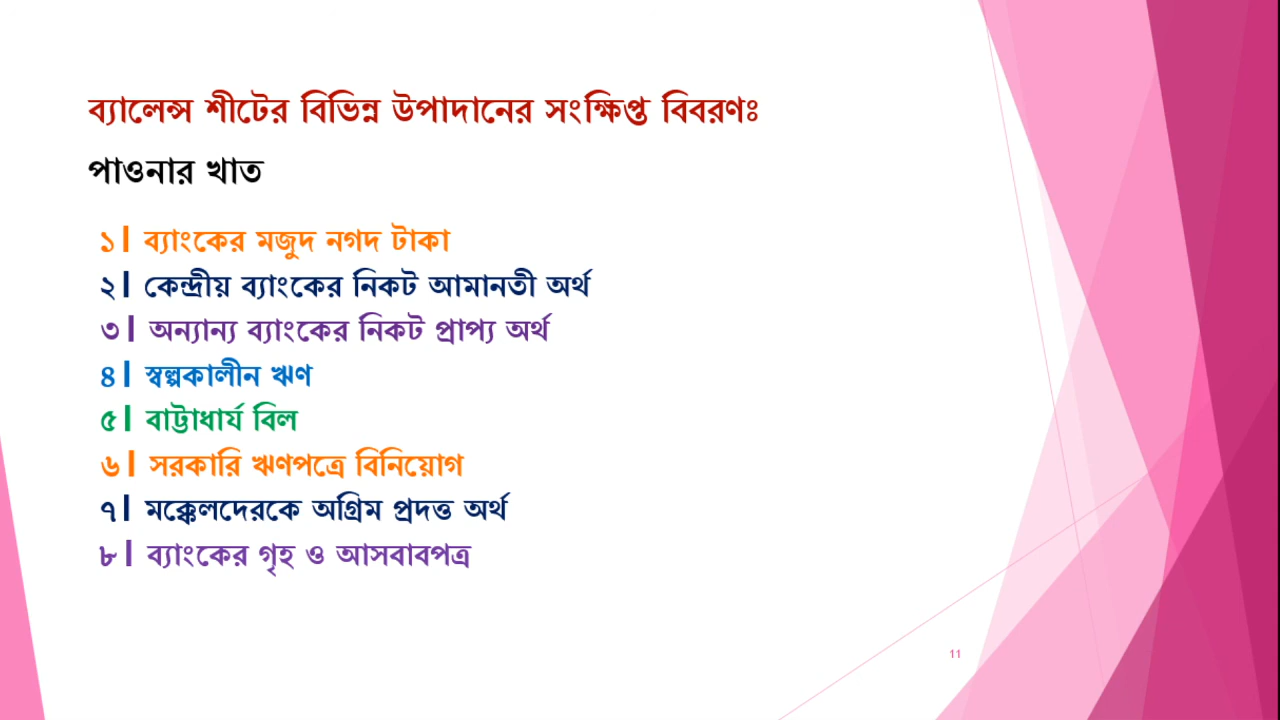 ব্যালেন্স শীটের বিভিন্ন উপাদানের সংক্ষিপ্ত বিবরণঃ
পাওনার খাত
১। ব্যাংকের মজুদ নগদ টাকা
২। কেন্দ্রীয় ব্যাংকের নিকট আমানতী অর্থ
৩। অন্যান্য ব্যাংকের নিকট প্রাপ্য অর্থ
৪। স্বল্পকালীন ঋণ
৫। বাট্টাধার্য বিল
৬। সরকারি ঋণপত্রে বিনিয়োগ
৭। মক্কেলদেরকে অগ্রিম প্রদত্ত অর্থ
৮। ব্যাংকের গৃহ ও আসবাবপত্র
11